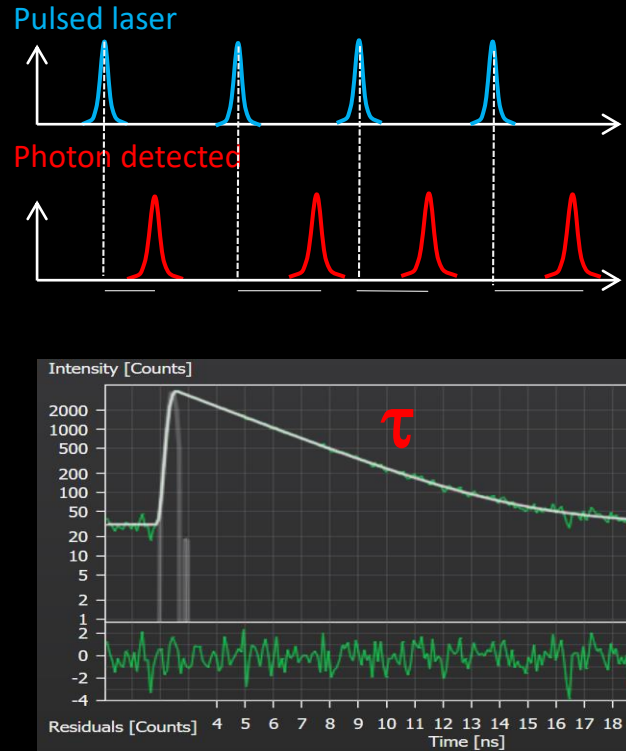 Pulsed laser
Photon detected
Intensity [Counts]
τ
2000
1000
500
200
100
50
20
10
5
2
1
2
0
-2
-4
Residuals [Counts] 4 5 6 7 8 9 10 11 12 13 14 15 16 17 18
Time [ns]